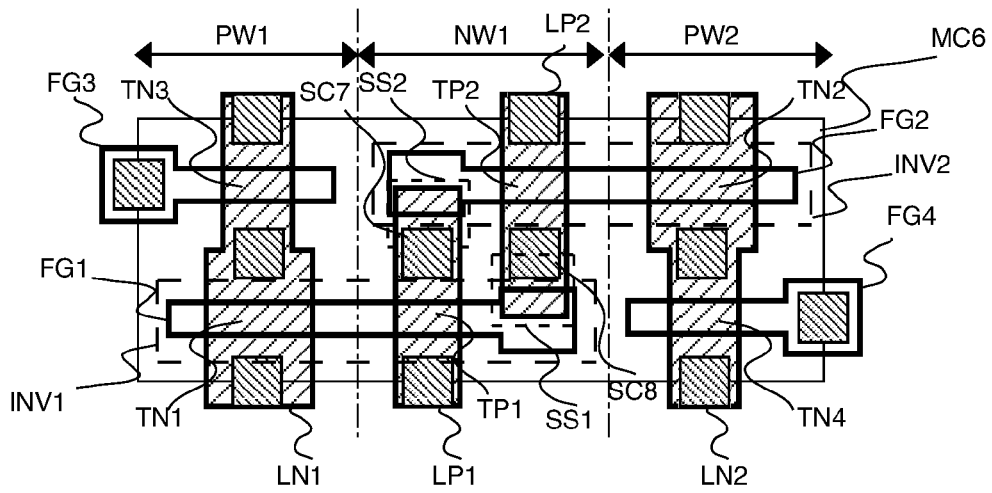 PW1
NW1
LP2
PW2
MC6
FG3
TN3
SC7
SS2
TP2
TN2
FG2
INV2
FG4
FG1
INV1
TN1
TP1
SS1
SC8
TN4
LN1
LP1
LN2